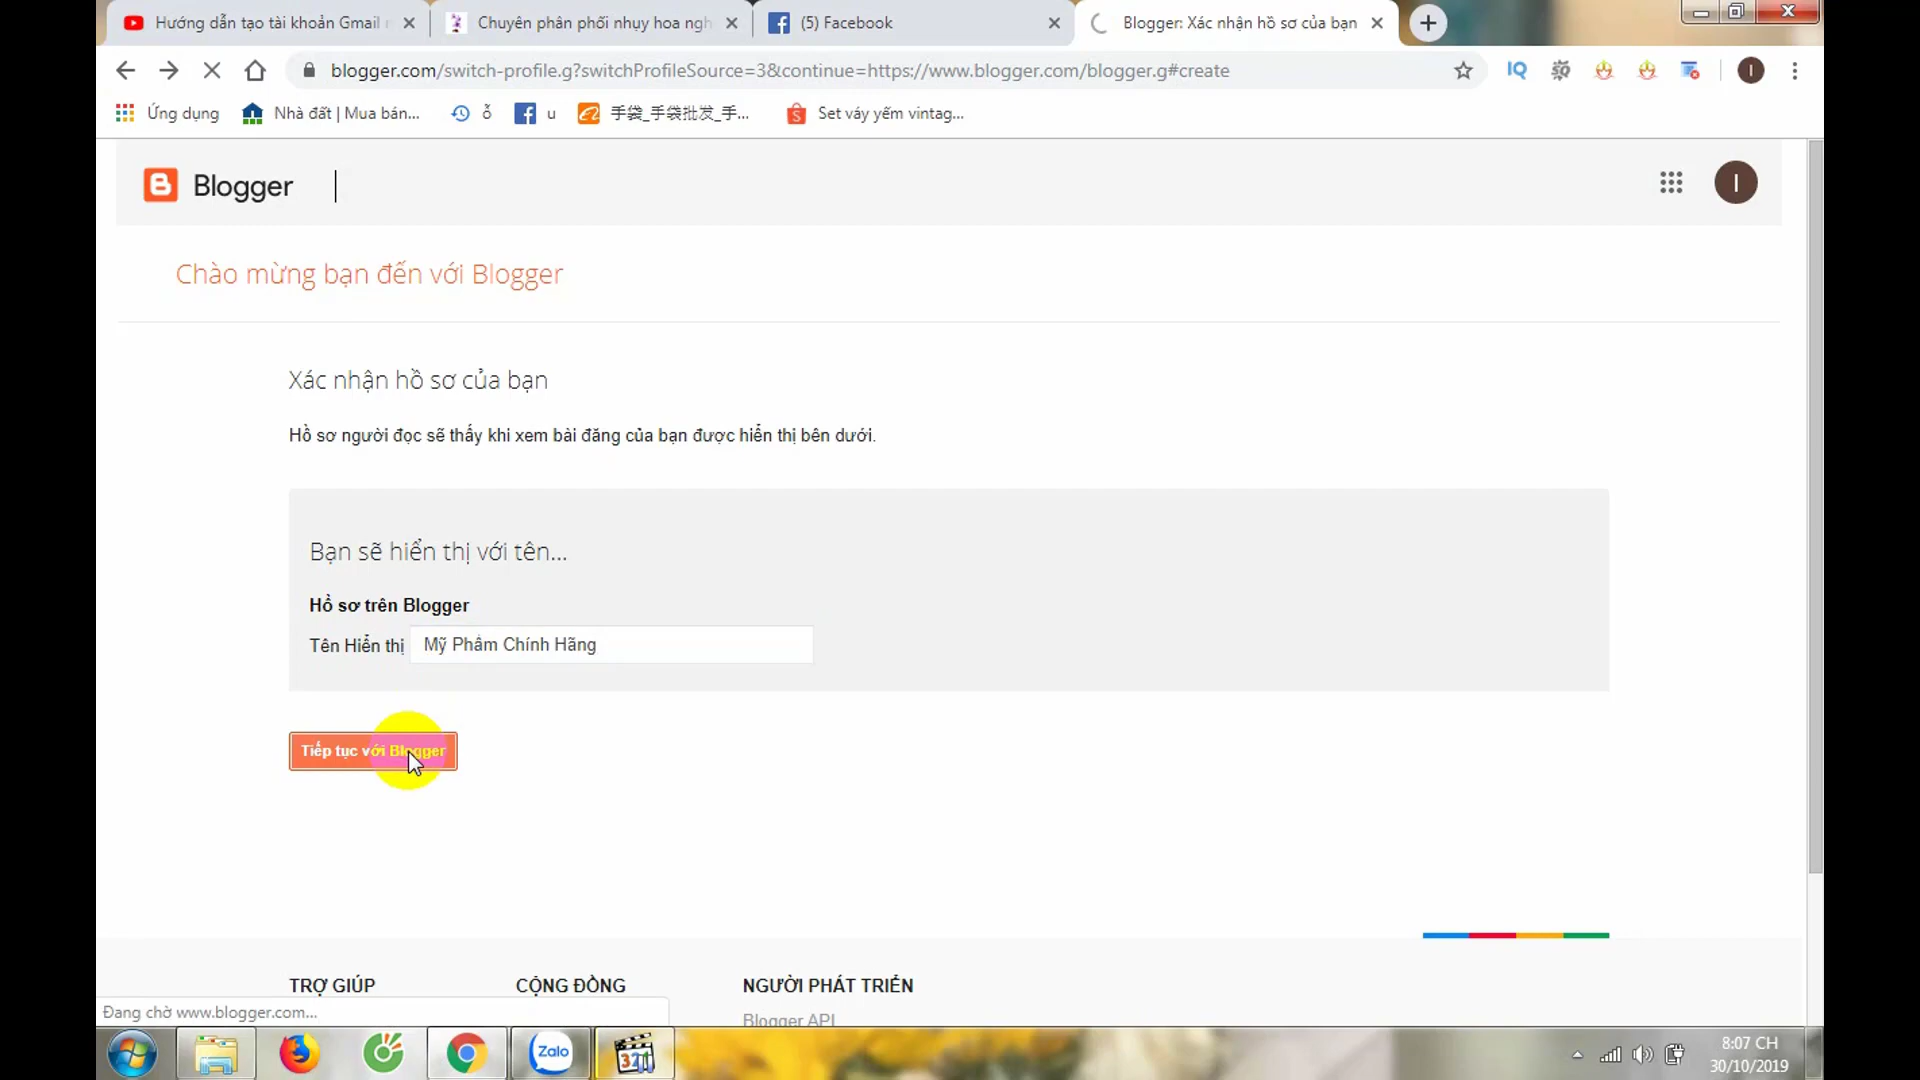 Hướng dẫn tạo tài khoản Gmail
Chuyên phân phối nhụy hoa ngh
(5) Facebook
Blogger: Xác nhận hồ sơ của bạn
blogger.com/switch-profile.g?switchProfileSource=3&continue=https://www.blogger.com/blogger.g#create
IQ
I
Ứng dụng
Nhà đất | Mua bán...
ỗ
u
手袋_手袋批发_手...
Set váy yếm vintag...
Blogger
I
Chào mừng bạn đến với Blogger
Xác nhận hồ sơ của bạn
Hồ sơ người đọc sẽ thấy khi xem bài đăng của bạn được hiển thị bên dưới.
Bạn sẽ hiển thị với tên...
Hồ sơ trên Blogger
Tên Hiển thị
Mỹ Phẩm Chính Hãng
Tiếp tục với Blogger
TRỢ GIÚP
CỘNG ĐỒNG
NGƯỜI PHÁT TRIỂN
Blogger API
Đang chờ www.blogger.com...
Zalo
321
8:07 CH
30/10/2019